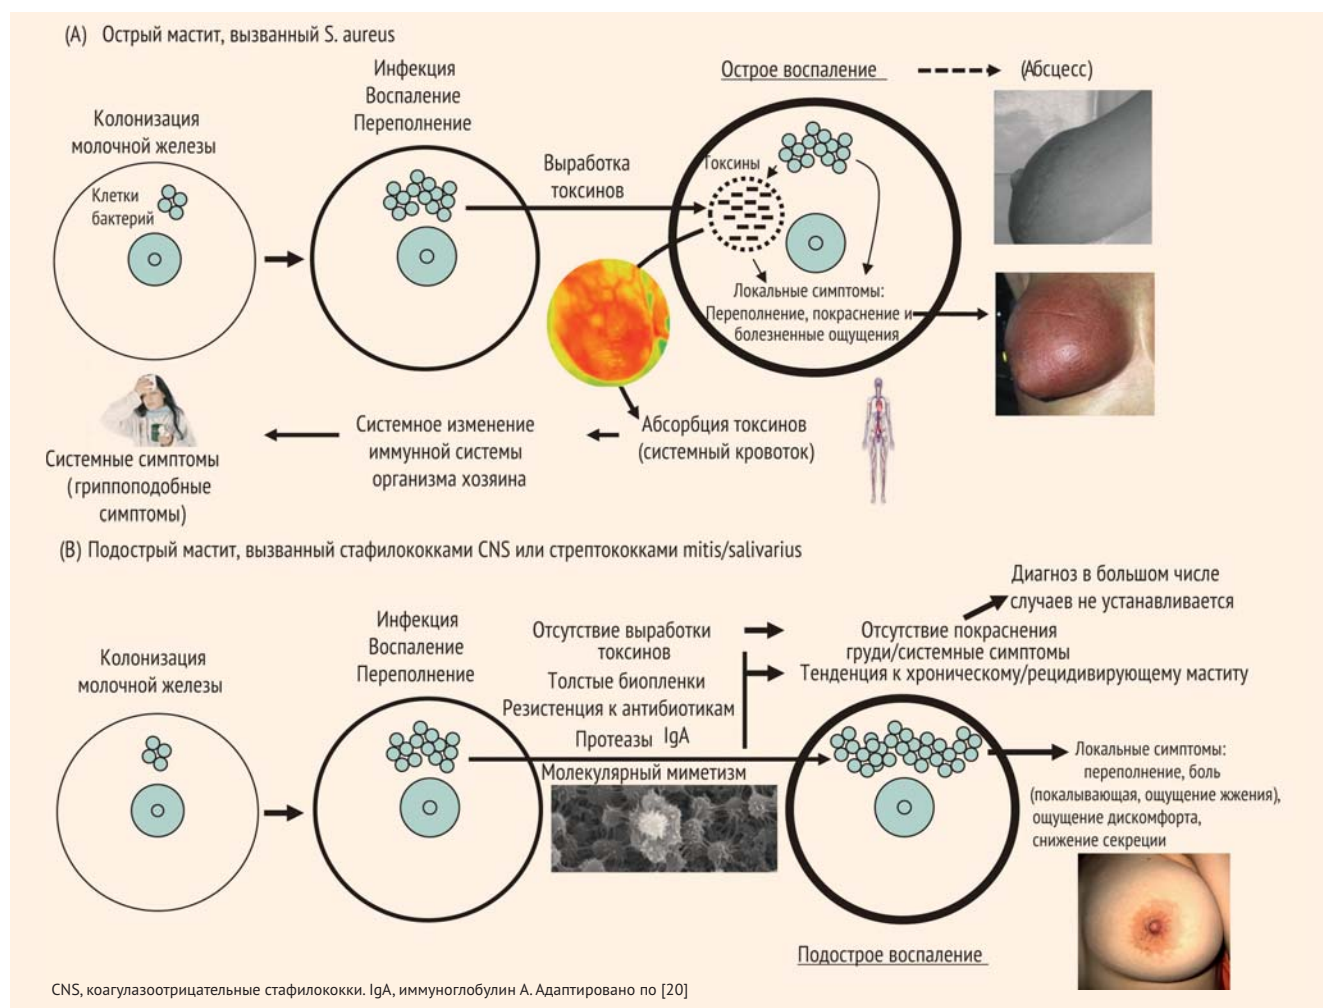 (A) Острый мастит, вызванный S. aureus
Колонизация
молочной железы
Клетки
бактерий
Инфекция
Воспаление
Переполнение
Выработка
токсинов
Острое воспаление
(Абсцесс)
Токсины
Локальные симптомы:
Переполнение, покраснение и
болезненные ощущения
Абсорбция токсинов
(системный кровоток)
Системное изменение
иммунной системы
организма хозяина
Системные симптомы
(гриппоподобные
симптомы)
(B) Подострый мастит, вызванный стафилококками CNS или стрептококками mitis/salivarius
Колонизация
молочной железы
Инфекция
Воспаление
Переполнение
Отсутствие выработки
токсинов
Толстые биопленки
Резистенция к антибиотикам
Протеазы IgA
Молекулярный миметизм
Диагноз в большом числе
случаев не устанавливается
Отсутствие покраснения
груди/системные симптомы
Тенденция к хроническому/рецидивирующему маститу
Локальные симптомы:
переполнение, боль
(покалывающая, ощущение жжения),
ощущение дискомфорта,
снижение секреции
Подострое воспаление
CNS, коагулазоотрицательные стафилококки. IgA, иммуноглобулин А. Адаптировано по [20]